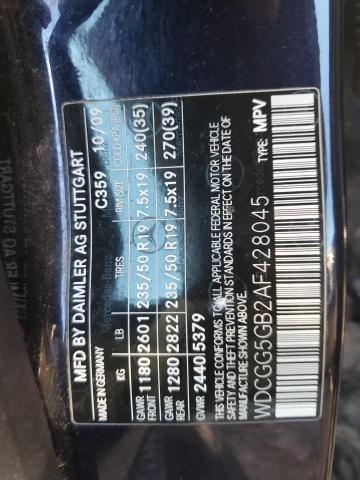 MFD BY DAIMLER AG STUTTGART
MADE IN GERMANY C359 10/09
KG LB TIRES RIM SIZE COLD KPA (PSI)
GAWR FRONT 1180 2601 235/50 R19 7.5x19 240(35)
GAWR REAR 1280 2822 235/50 R19 7.5x19 270(39)
GVWR 2440 5379
THIS VEHICLE CONFORMS TO ALL APPLICABLE FEDERAL MOTOR VEHICLE
SAFETY AND THEFT PREVENTION STANDARDS IN EFFECT ON THE DATE OF
MANUFACTURE SHOWN ABOVE.
WDCGG5GB2AF428045 TYPE: MPV